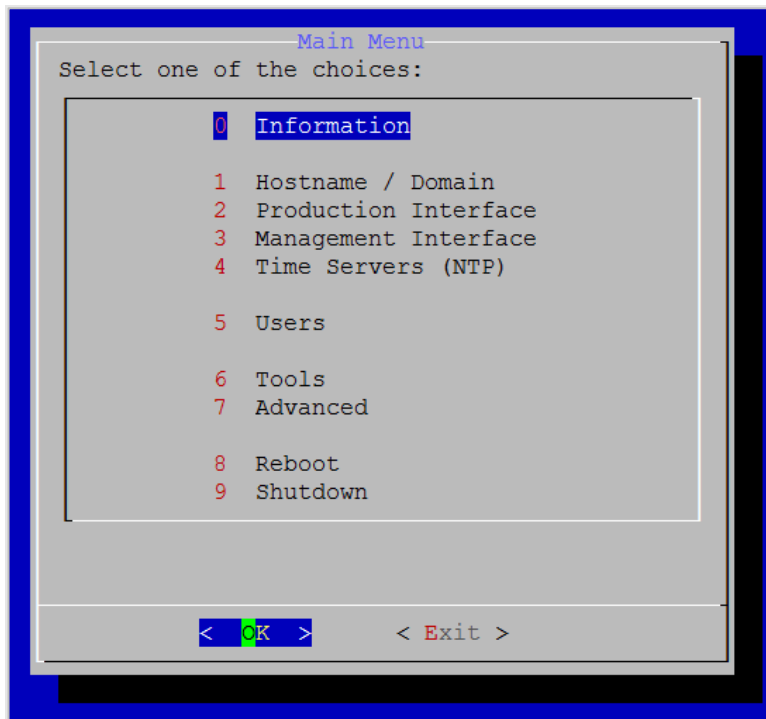 Main Menu
Select one of the choices:
0 Information
1 Hostname / Domain
2 Production Interface
3 Management Interface
4 Time Servers (NTP)
5 Users
6 Tools
7 Advanced
8 Reboot
9 Shutdown
< OK > < Exit >